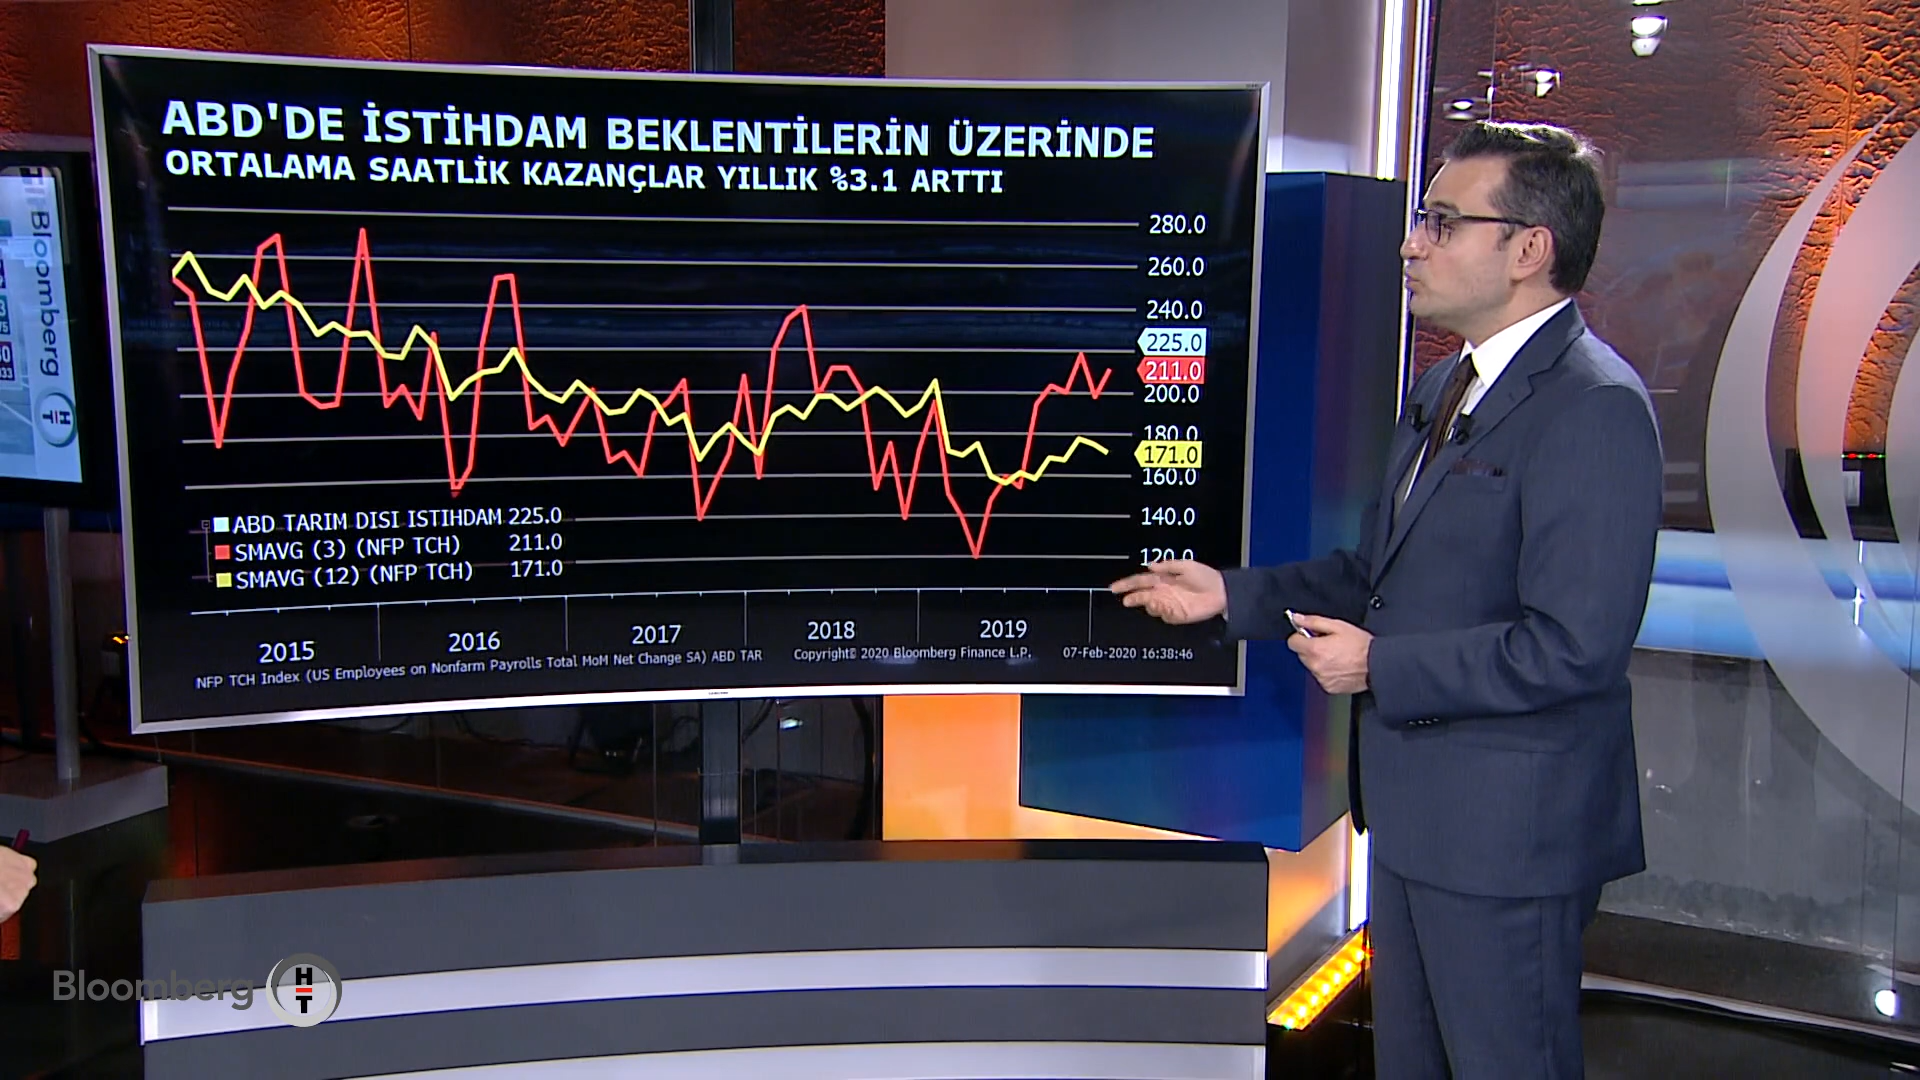 ABD'DE İSTİHDAM BEKLENTİLERİN ÜZERİNDE
ORTALAMA SAATLİK KAZANÇLAR YILLIK %3.1 ARTTI
280.0
260.0
240.0
225.0
211.0
200.0
180.0
171.0
160.0
140.0
120.0
ABD TARIM DISI ISTIHDAM 225.0
SMAVG (3) (NFP TCH) 211.0
SMAVG (12) (NFP TCH) 171.0
2015 2016 2017 2018 2019
NFP TCH Index (US Employees on Nonfarm Payrolls Total MoM Net Change SA) ABD TAR Copyright© 2020 Bloomberg Finance L.P. 07-Feb-2020 16:38:46
Bloomberg
HT
Bloomberg
HT